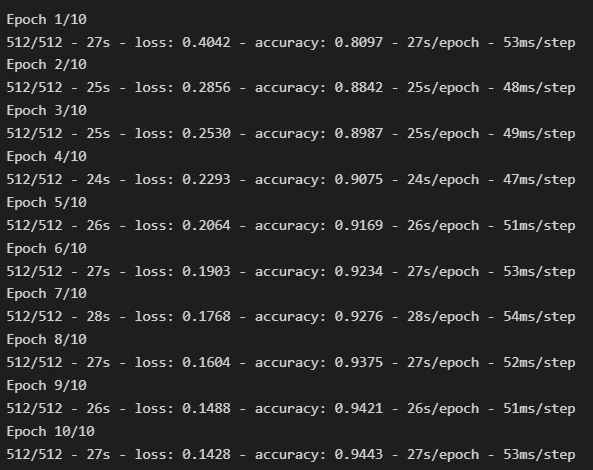 Epoch 1/10
512/512 - 27s - loss: 0.4042 - accuracy: 0.8097 - 27s/epoch - 53ms/step
Epoch 2/10
512/512 - 25s - loss: 0.2856 - accuracy: 0.8842 - 25s/epoch - 48ms/step
Epoch 3/10
512/512 - 25s - loss: 0.2530 - accuracy: 0.8987 - 25s/epoch - 49ms/step
Epoch 4/10
512/512 - 24s - loss: 0.2293 - accuracy: 0.9075 - 24s/epoch - 47ms/step
Epoch 5/10
512/512 - 26s - loss: 0.2064 - accuracy: 0.9169 - 26s/epoch - 51ms/step
Epoch 6/10
512/512 - 27s - loss: 0.1903 - accuracy: 0.9234 - 27s/epoch - 53ms/step
Epoch 7/10
512/512 - 28s - loss: 0.1768 - accuracy: 0.9276 - 28s/epoch - 54ms/step
Epoch 8/10
512/512 - 27s - loss: 0.1604 - accuracy: 0.9375 - 27s/epoch - 52ms/step
Epoch 9/10
512/512 - 26s - loss: 0.1488 - accuracy: 0.9421 - 26s/epoch - 51ms/step
Epoch 10/10
512/512 - 27s - loss: 0.1428 - accuracy: 0.9443 - 27s/epoch - 53ms/step